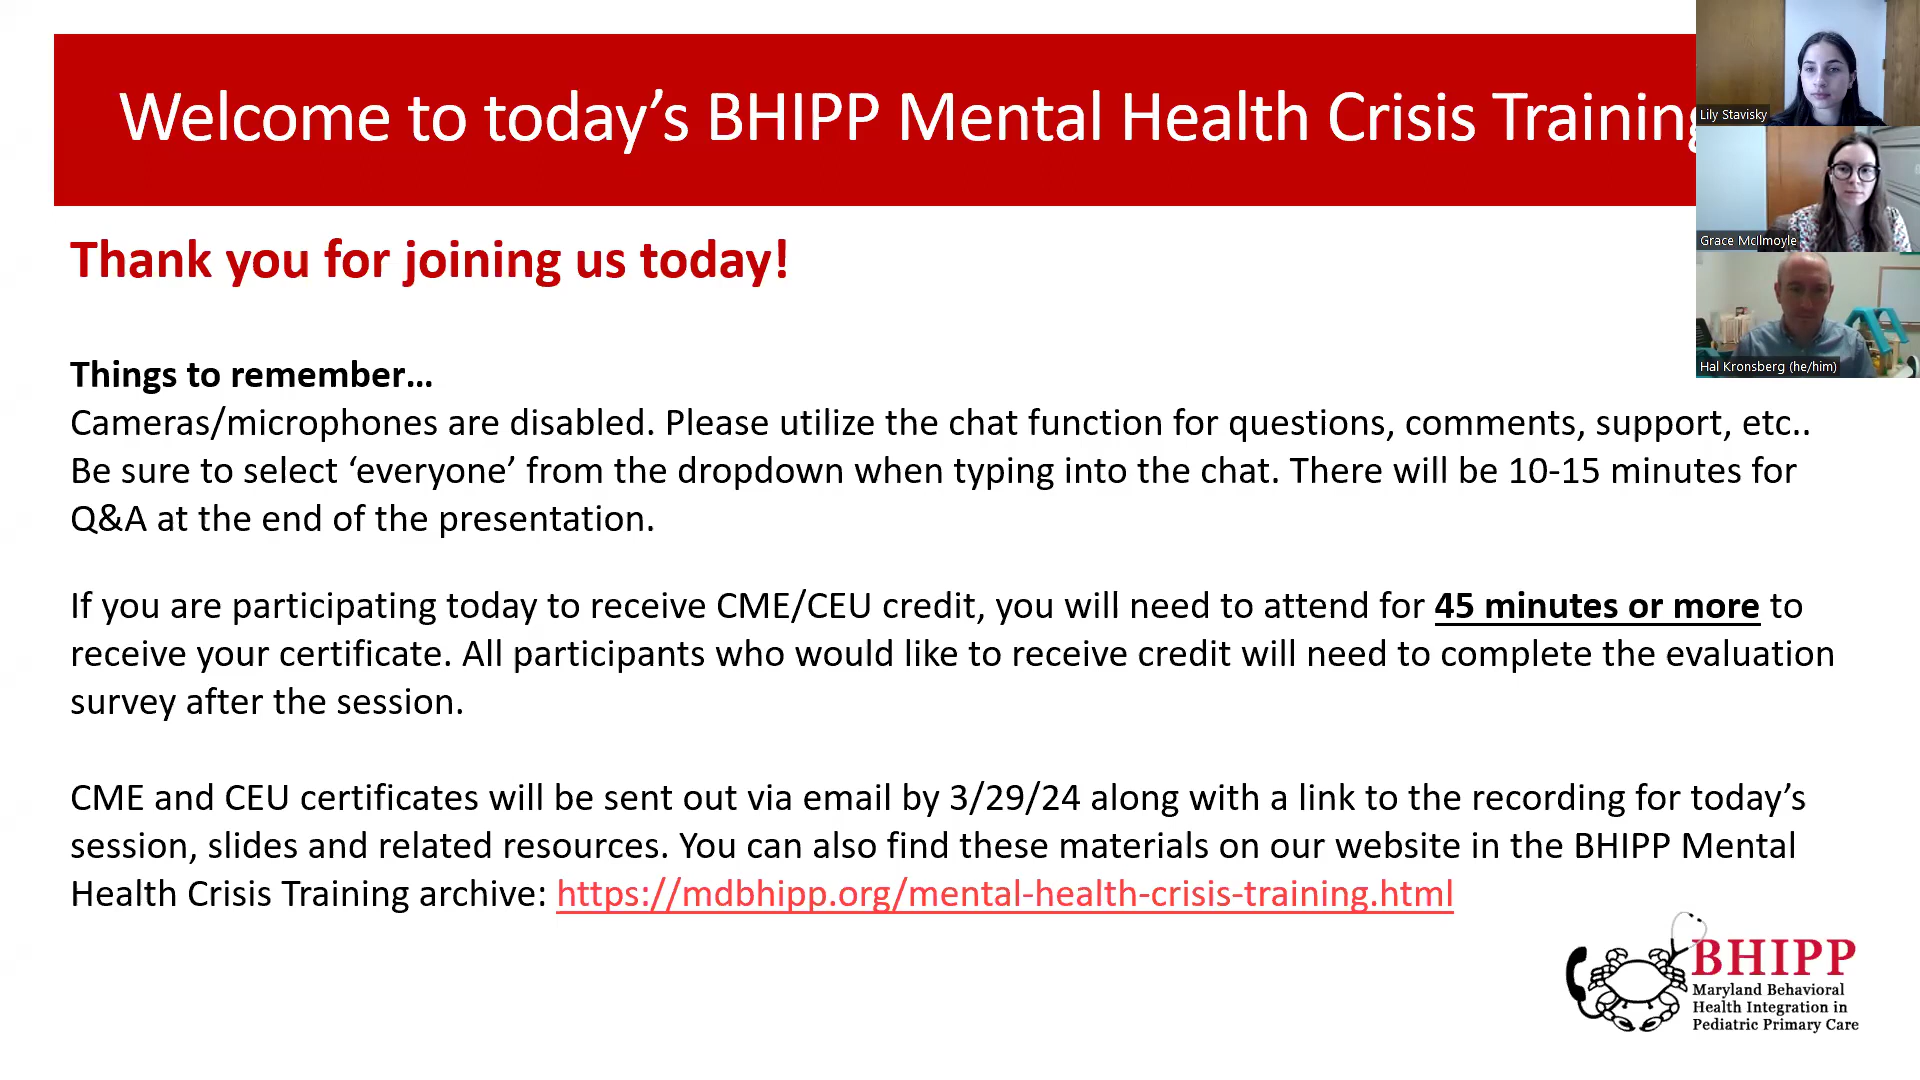 Welcome to today’s BHIPP Mental Health Crisis Training
Lily Stavisky
Grace McIlmoyle
Hal Kronsberg (he/him)
Thank you for joining us today!
Things to remember…
Cameras/microphones are disabled. Please utilize the chat function for questions, comments, support, etc..
Be sure to select ‘everyone’ from the dropdown when typing into the chat. There will be 10-15 minutes for
Q&A at the end of the presentation.
If you are participating today to receive CME/CEU credit, you will need to attend for 45 minutes or more to
receive your certificate. All participants who would like to receive credit will need to complete the evaluation
survey after the session.
CME and CEU certificates will be sent out via email by 3/29/24 along with a link to the recording for today’s
session, slides and related resources. You can also find these materials on our website in the BHIPP Mental
Health Crisis Training archive: https://mdbhipp.org/mental-health-crisis-training.html
BHIPP
Maryland Behavioral
Health Integration in
Pediatric Primary Care